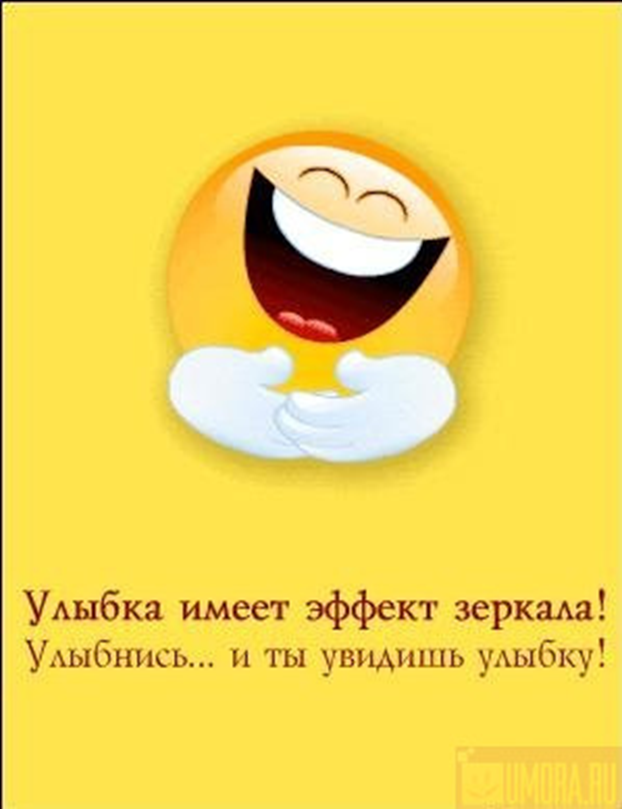 Улыбка имеет эффект зеркала!
Улыбнись... и ты увидишь улыбку!
UMORA.RU